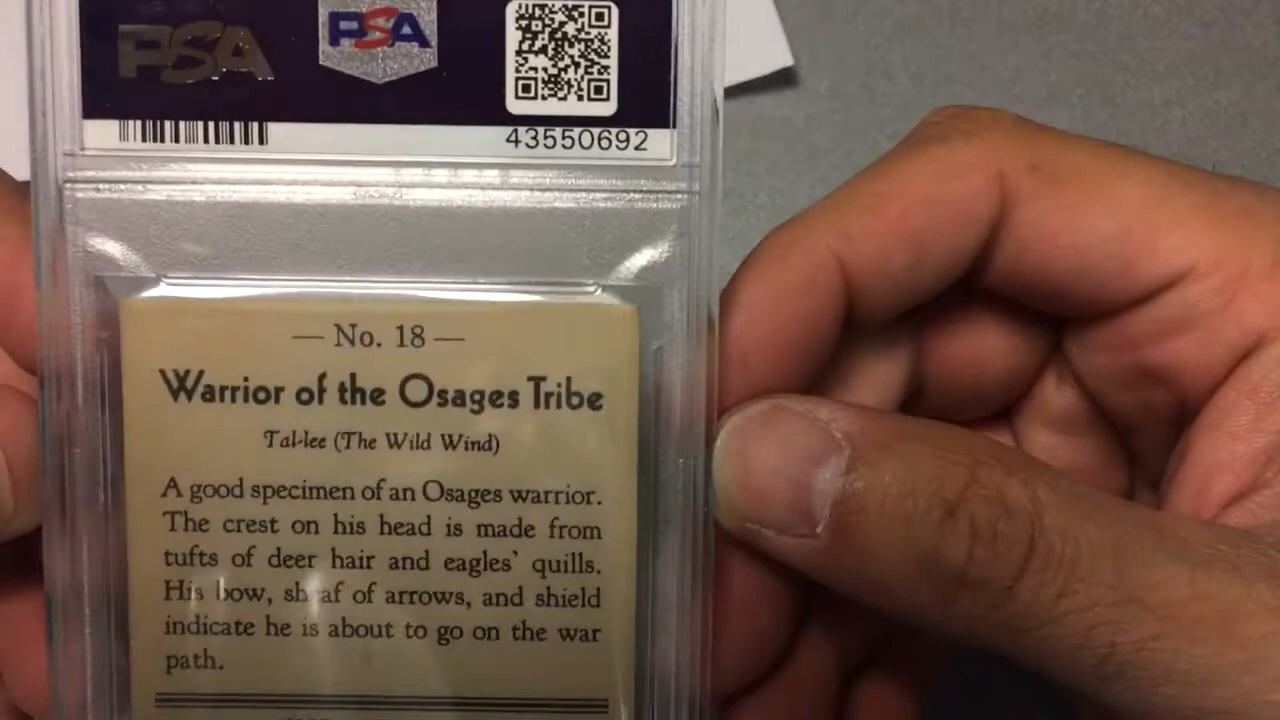 PSA PSA
43550692
— No. 18 —
Warrior of the Osages Tribe
Tal-lee (The Wild Wind)
A good specimen of an Osages warrior.
The crest on his head is made from
tufts of deer hair and eagles' quills.
His bow, sheaf of arrows, and shield
indicate he is about to go on the war
path.